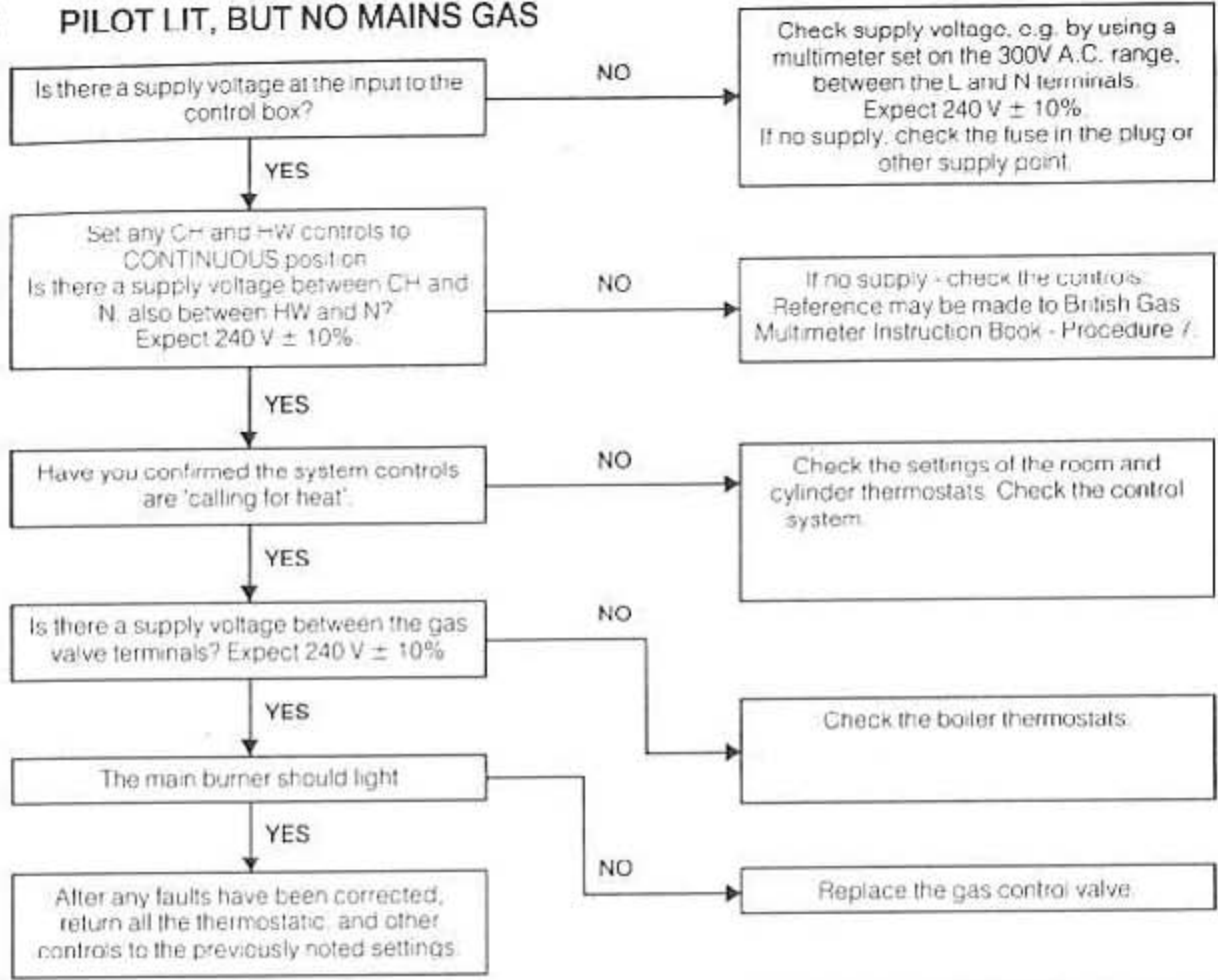 PILOT LIT, BUT NO MAINS GAS
Is there a supply voltage at the input to the
control box?
NO
Check supply voltage, e.g. by using a
multimeter set on the 300V A.C. range,
between the L and N terminals.
Expect 240 V ± 10%.
If no supply, check the fuse in the plug or
other supply point.
YES
Set any CH and HW controls to
CONTINUOUS position
Is there a supply voltage between CH and
N, also between HW and N?
Expect 240 V ± 10%.
NO
If no supply - check the controls.
Reference may be made to British Gas
Multimeter Instruction Book - Procedure 7.
YES
Have you confirmed the system controls
are 'calling for heat'.
NO
Check the settings of the room and
cylinder thermostats. Check the control
system.
YES
Is there a supply voltage between the gas
valve terminals? Expect 240 V ± 10%
NO
Check the boiler thermostats.
YES
The main burner should light
NO
Replace the gas control valve.
YES
After any faults have been corrected,
return all the thermostatic, and other
controls to the previously noted settings.